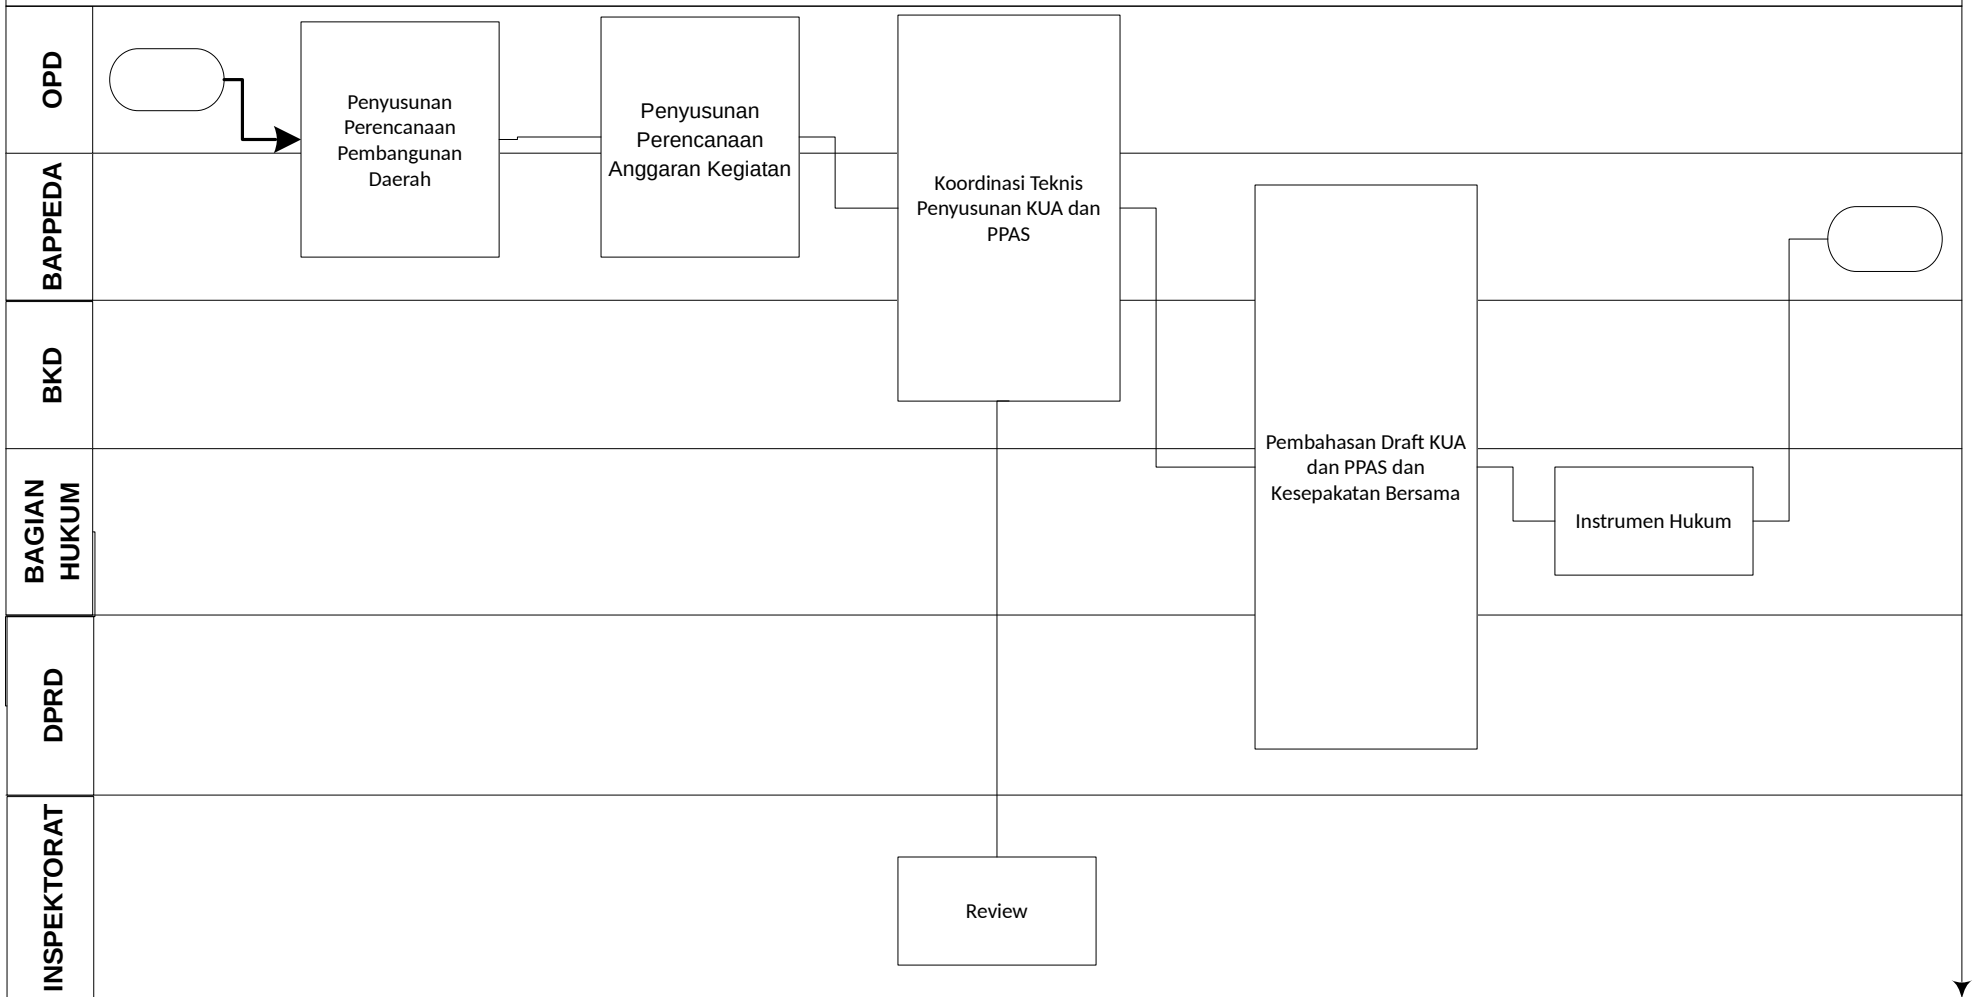 OPD
Penyusunan
Perencanaan
Pembangunan
Daerah
Penyusunan
Perencanaan
Anggaran Kegiatan
Koordinasi Teknis
Penyusunan KUA dan
PPAS
BAPPEDA
BKD
Pembahasan Draft KUA
dan PPAS dan
Kesepakatan Bersama
BAGIAN
HUKUM
Instrumen Hukum
DPRD
INSPEKTORAT
Review